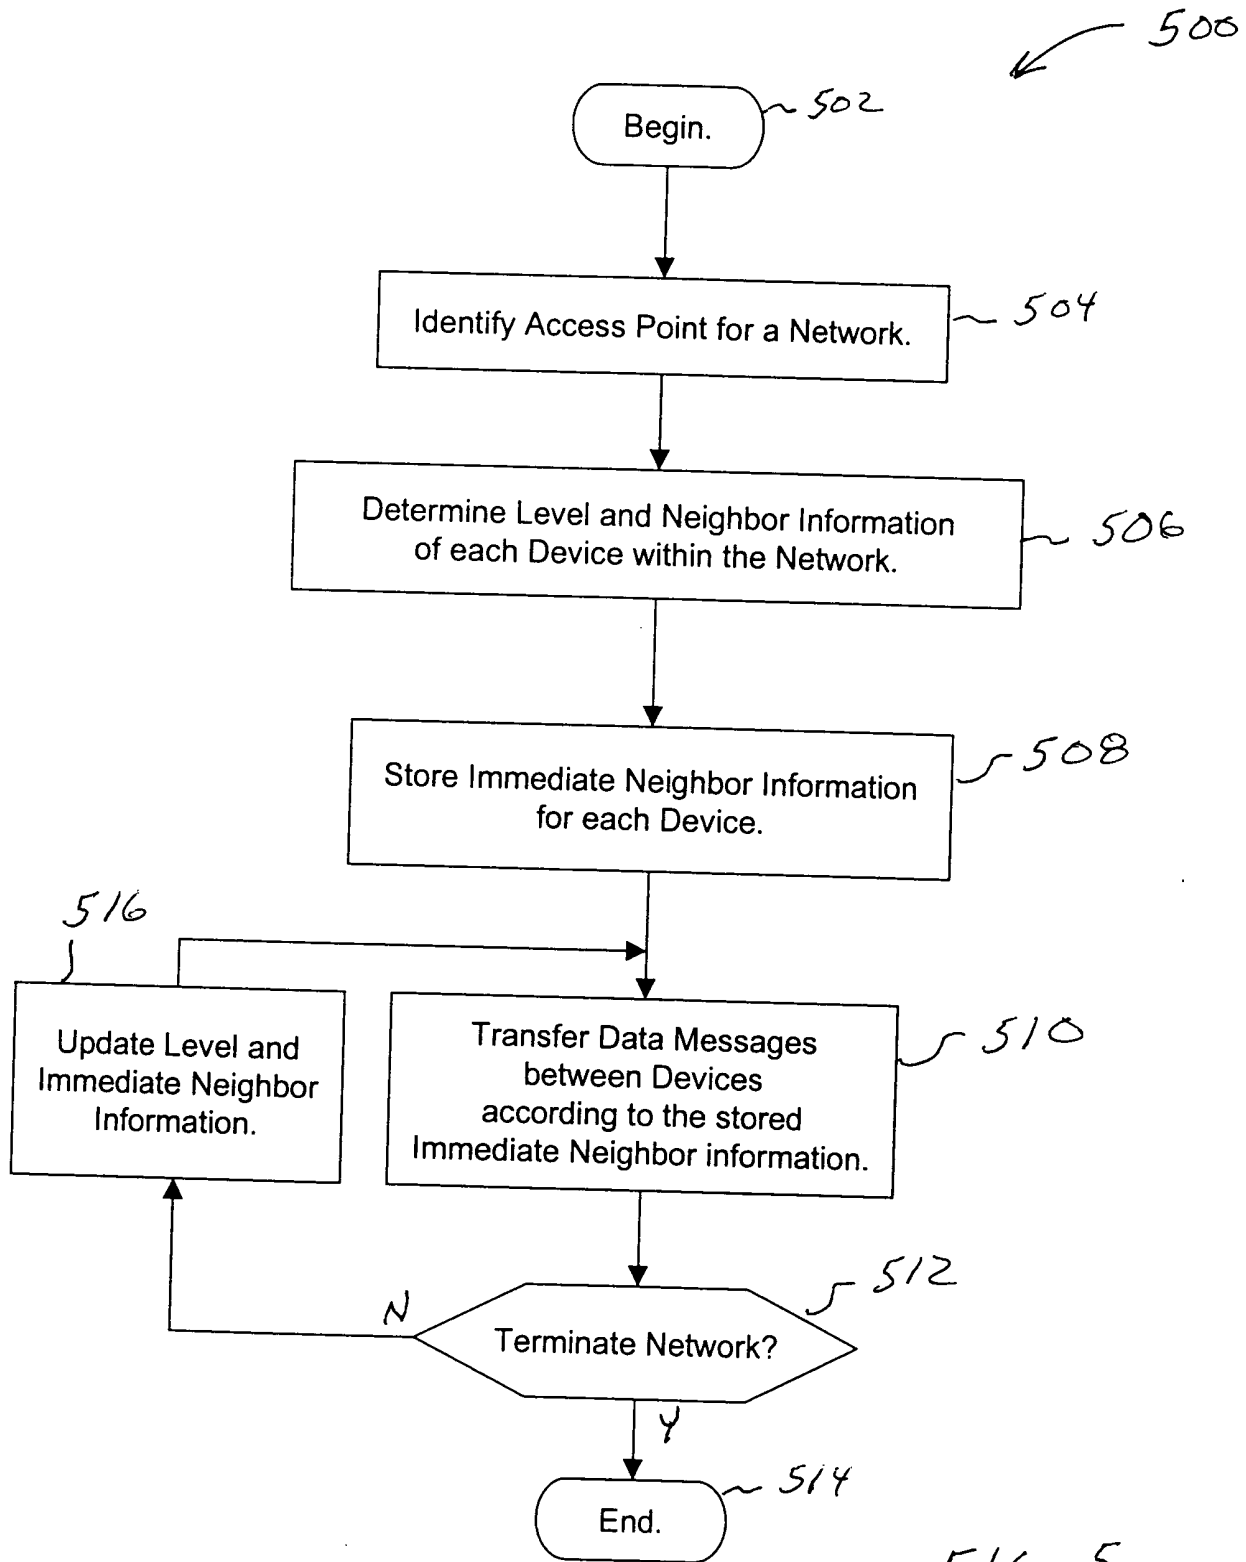 500
Begin.
502
Identify Access Point for a Network.
504
Determine Level and Neighbor Information
of each Device within the Network.
506
Store Immediate Neighbor Information
for each Device.
508
516
Update Level and
Immediate Neighbor
Information.
Transfer Data Messages
between Devices
according to the stored
Immediate Neighbor information.
510
Terminate Network?
512
N
Y
End.
514